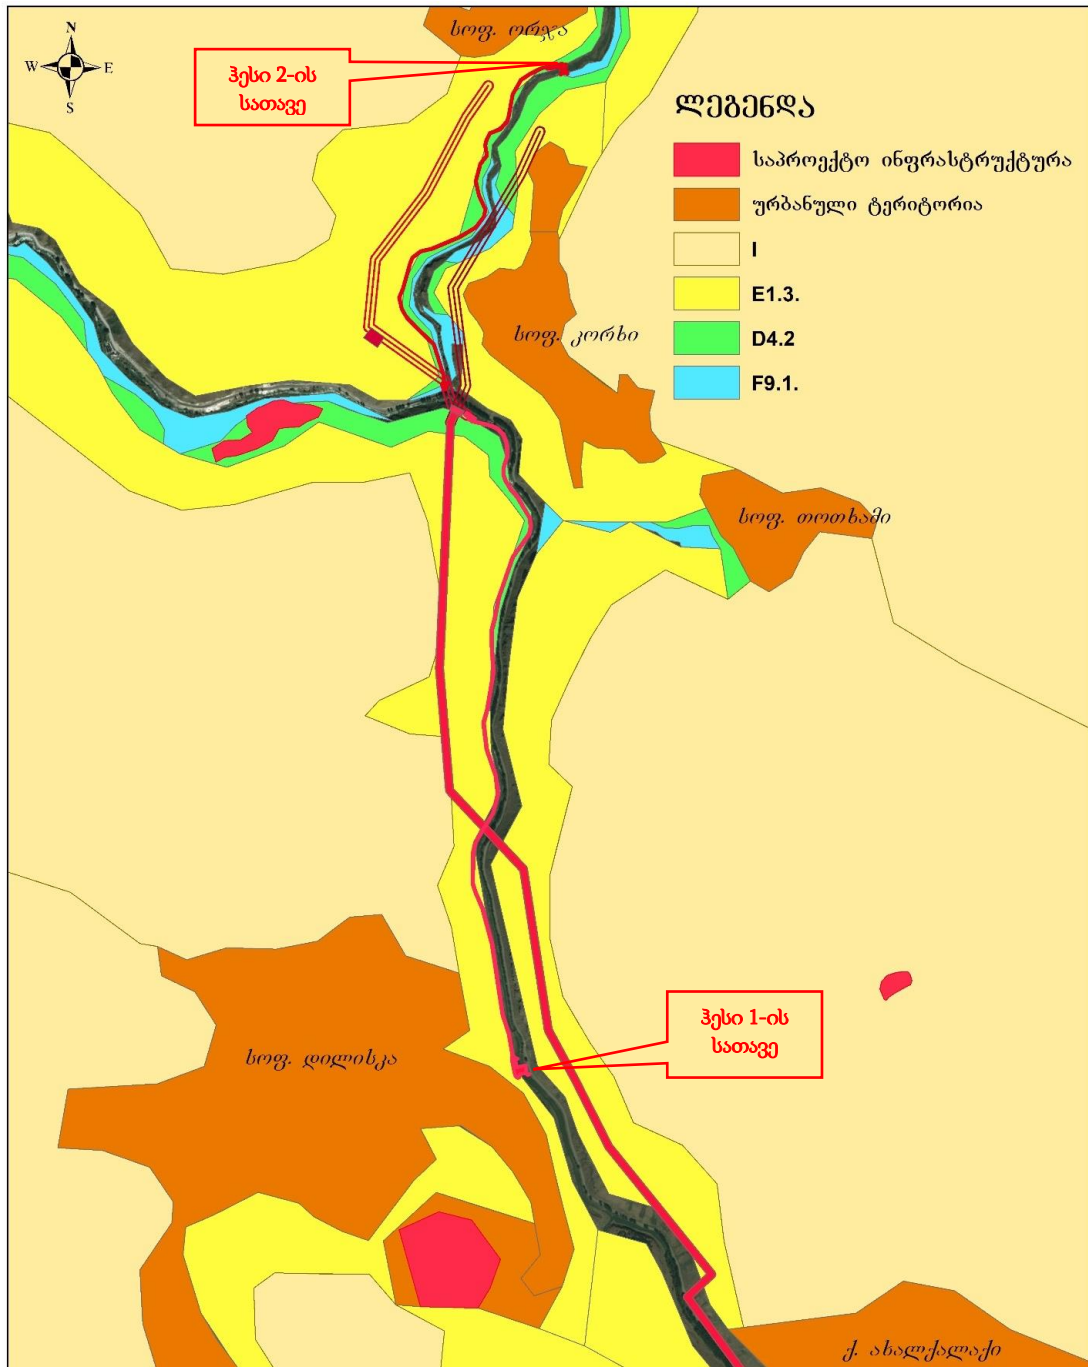 სოფ. ორჯა
N
W E
S
ჰესი 2-ის
სათავე
ლეგენდა
საპროექტო ინფრასტრუქტურა
ურბანული ტერიტორია
I
E1.3.
D4.2
F9.1.
სოფ. კორხი
სოფ. თოთხამი
ჰესი 1-ის
სათავე
სოფ. დილისკა
ქ. ახალქალაქი